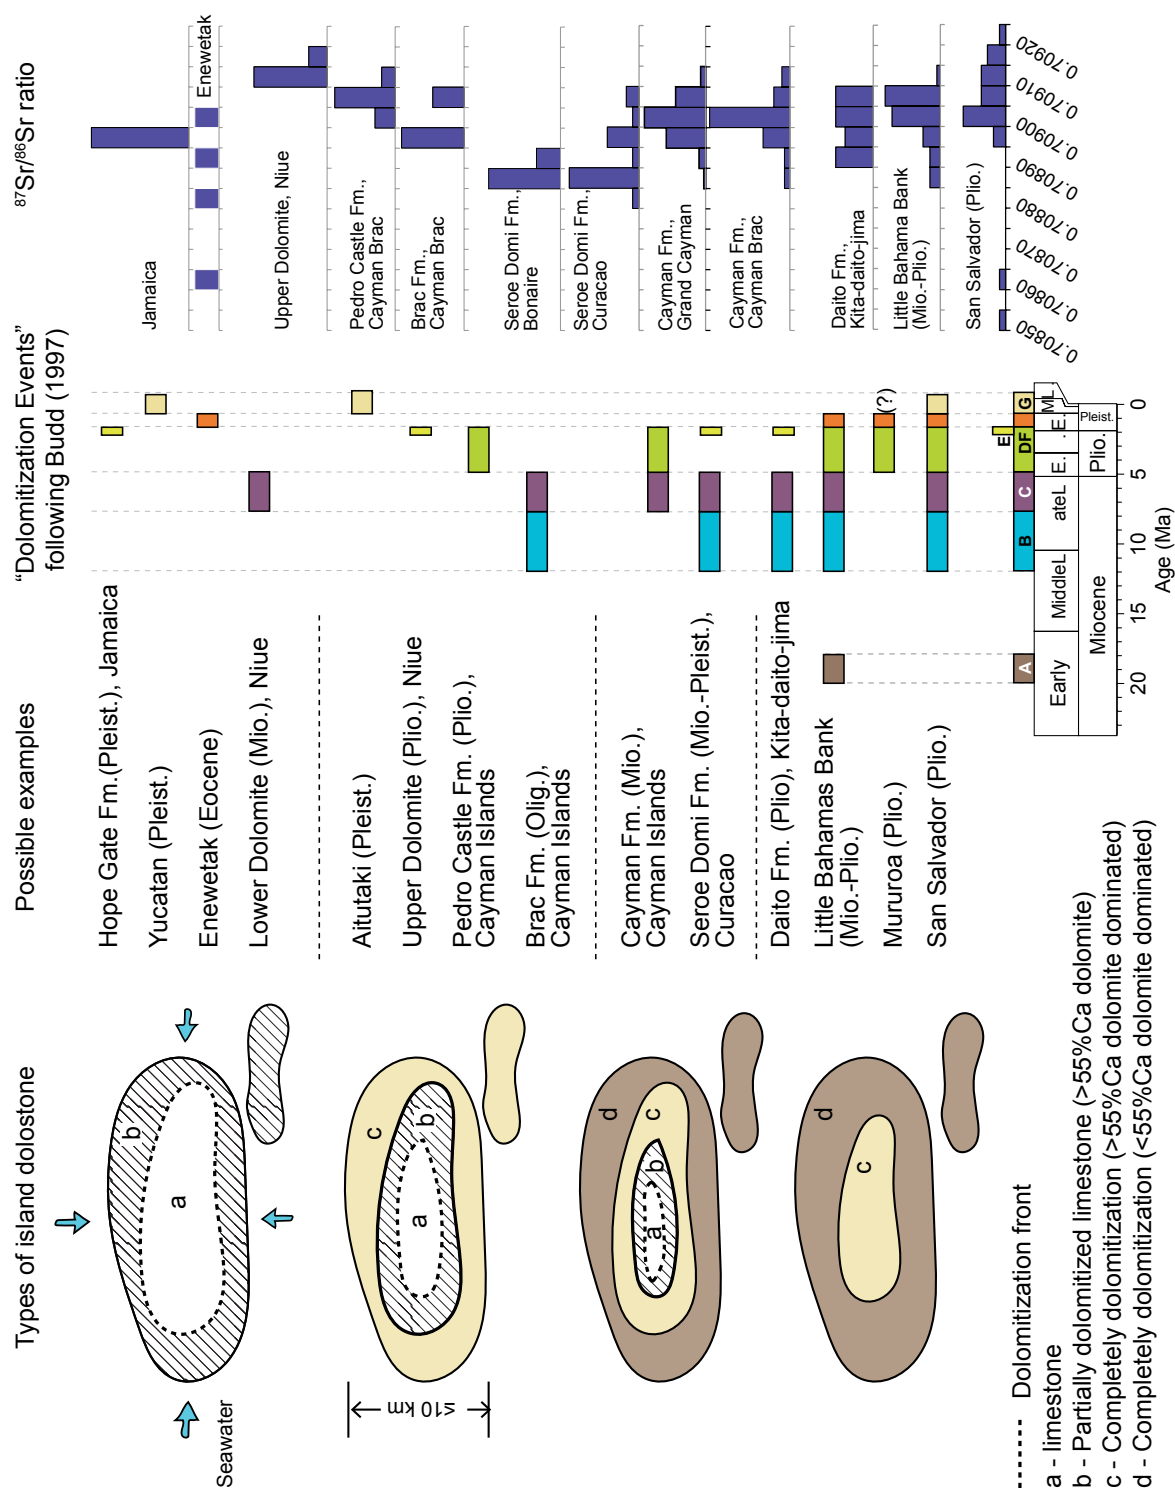 Types of island dolostone
Possible examples
"Dolomitization Events"
following Budd (1997)
87Sr/86Sr ratio
Seawater
a
b
≤10 km
a
b
c
a
b
c
d
c
d
Dolomitization front
a - limestone
b - Partially dolomitized limestone (>55%Ca dolomite)
c - Completely dolomitization (>55%Ca dolomite dominated)
d - Completely dolomitization (<55%Ca dolomite dominated)
Hope Gate Fm.(Pleist.), Jamaica
Yucatan (Pleist.)
Enewetak (Eocene)
Lower Dolomite (Mio.), Niue
Aitutaki (Pleist.)
Upper Dolomite (Plio.), Niue
Pedro Castle Fm. (Plio.),
Cayman Islands
Brac Fm. (Olig.),
Cayman Islands
Cayman Fm. (Mio.),
Cayman Islands
Seroe Domi Fm. (Mio.-Pleist.),
Curacao
Daito Fm. (Plio), Kita-daito-jima
Little Bahamas Bank
(Mio.-Plio.)
Mururoa (Plio.)
San Salvador (Plio.)
(?)
A
B
C
DF
E
G
Early
MiddleL
ateL
E.
.
E.
ML.
Miocene
Plio.
Pleist.
20
15
10
5
0
Age (Ma)
Jamaica
Enewetak
Upper Dolomite, Niue
Pedro Castle Fm.,
Cayman Brac
Brac Fm.,
Cayman Brac
Seroe Domi Fm.,
Bonaire
Seroe Domi Fm.,
Curacao
Cayman Fm.,
Grand Cayman
Cayman Fm.,
Cayman Brac
Daito Fm.,
Kita-daito-jima
Little Bahama Bank
(Mio.-Plio.)
San Salvador (Plio.)
0.70850
0.70860
0.70870
0.70880
0.70890
0.70900
0.70910
0.70920